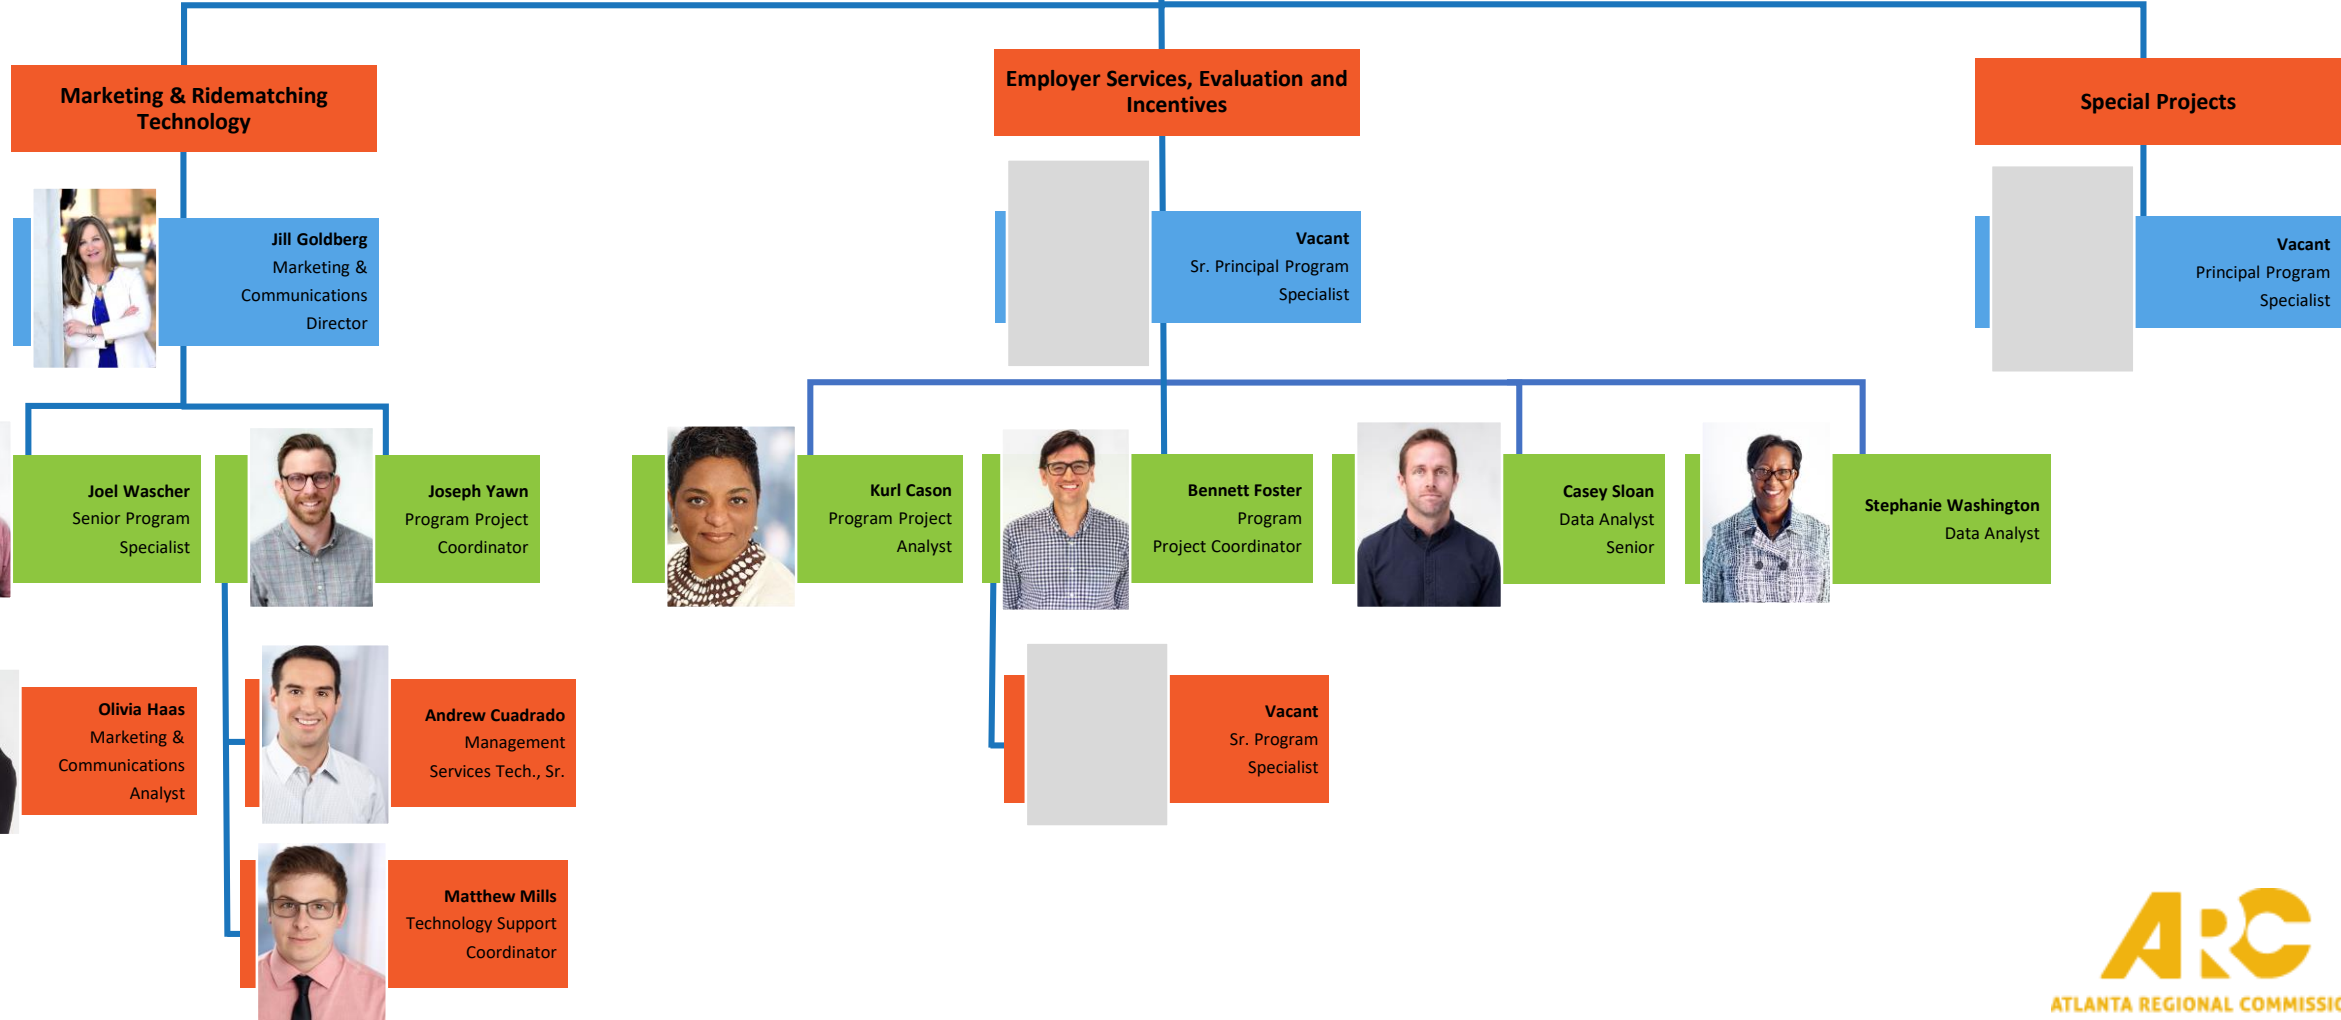 Marketing & Ridematching
Technology
Employer Services, Evaluation and
Incentives
Special Projects
Jill Goldberg
Marketing &
Communications
Director
Vacant
Sr. Principal Program
Specialist
Vacant
Principal Program
Specialist
Joel Wascher
Senior Program
Specialist
Joseph Yawn
Program Project
Coordinator
Kurl Cason
Program Project
Analyst
Bennett Foster
Program
Project Coordinator
Casey Sloan
Data Analyst
Senior
Stephanie Washington
Data Analyst
Olivia Haas
Marketing &
Communications
Analyst
Andrew Cuadrado
Management
Services Tech., Sr.
Vacant
Sr. Program
Specialist
Matthew Mills
Technology Support
Coordinator
ARC
ATLANTA REGIONAL COMMISSIO